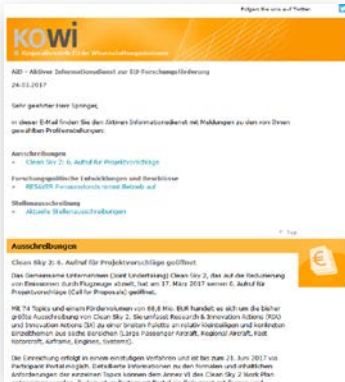 Folgen Sie uns auf Twitter
KOWi
AiD - Aktiver Informationsdienst zur EU-Forschungsförderung
24.03.2017
Sehr geehrter Herr Springer,
in dieser E-Mail finden Sie den Aktiven Informationsdienst mit Meldungen zu den von Ihnen
gewählten Profileinstellungen:
Ausschreibungen
Clean Sky 2: 6. Aufruf für Projektvorschläge
Forschungspolitische Entwicklungen und Beschlüsse
RESAVER Pensionsfonds nimmt Betrieb auf
Stellenausschreibung
Aktuelle Stellenausschreibungen
^ Top
Ausschreibungen
Clean Sky 2: 6. Aufruf für Projektvorschläge geöffnet
Das Gemeinsame Unternehmen (Joint Undertaking) Clean Sky 2, das auf die Reduzierung
von Emissionen durch Flugzeuge abzielt, hat am 17. März 2017 seinen 6. Aufruf für
Projektvorschläge (Call for Proposals) geöffnet.
Mit 74 Topics und einem Fördervolumen von 68,8 Mio. EUR handelt es sich um die bisher
größte Ausschreibung von Clean Sky 2. Sie umfasst Research & Innovation Actions (RIA)
und Innovation Actions (IA) zu einer breiten Palette an relativ kleinteiligen und konkreten
Einzelthemen aus sechs Bereichen (Large Passenger Aircraft, Regional Aircraft, Fast
Rotorcraft, Airframe, Engines, Systems).
Die Einreichung erfolgt in einem einstufigen Verfahren und ist bis zum 21. Juni 2017 via
Participant Portal möglich. Detaillierte Informationen zu den formalen und inhaltlichen
Anforderungen der einzelnen Topics können dem Annex VI des Clean Sky 2 Work Plan